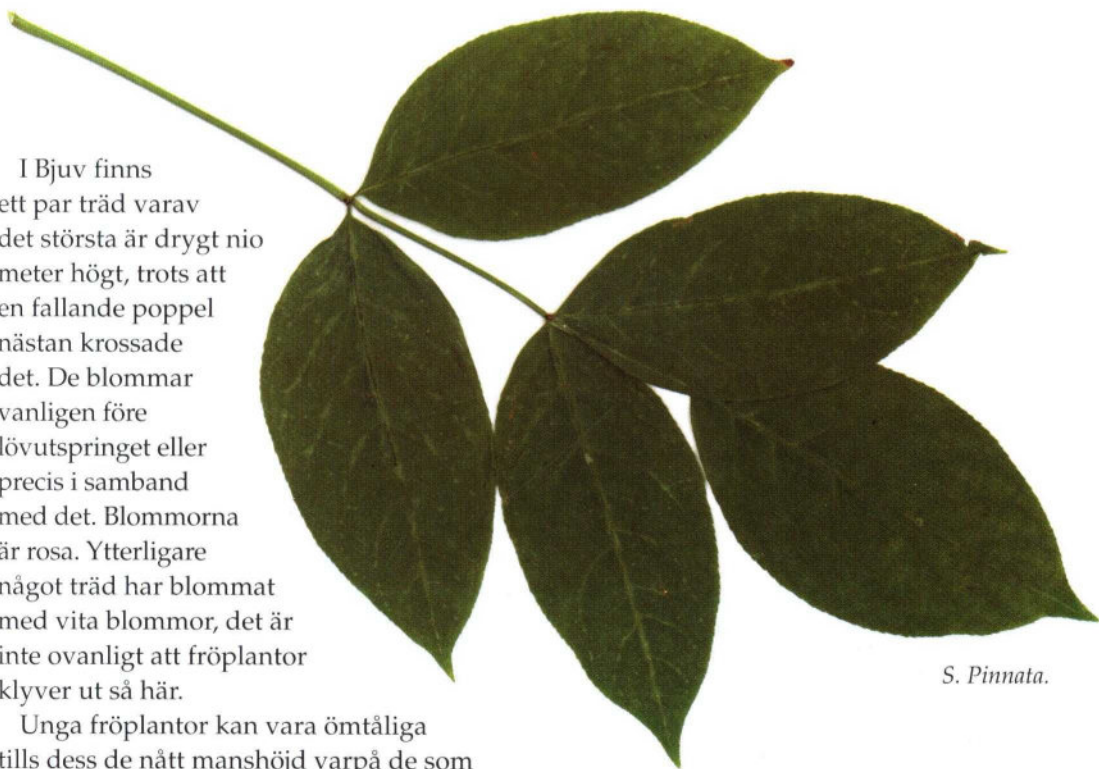 I Bjuv finns
ett par träd varav
det största är drygt nio
meter högt, trots att
en fallande poppel
nästan krossade
det. De blommar
vanligen före
lövutspringet eller
precis i samband
med det. Blommorna
är rosa. Ytterligare
något träd har blommat
med vita blommor, det är
inte ovanligt att fröplantor
klyver ut så här.
Unga fröplantor kan vara ömtåliga
tills dess de nått manshöjd varpå de som
S. Pinnata.